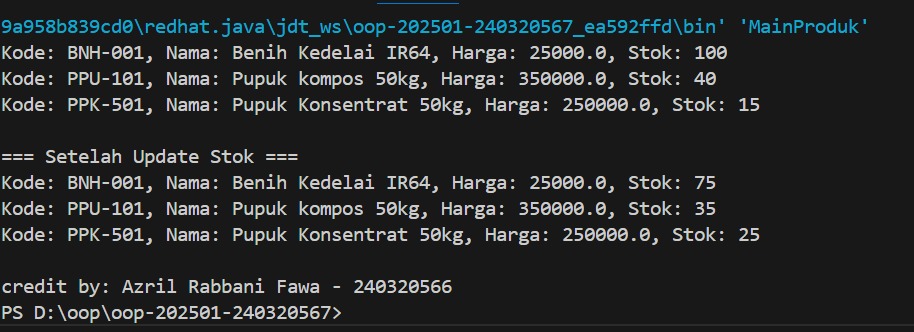 9a958b839cd0\redhat.java\jdt_ws\oop-202501-240320567_ea592ffd\bin' 'MainProduk'
Kode: BNH-001, Nama: Benih Kedelai IR64, Harga: 25000.0, Stok: 100
Kode: PPU-101, Nama: Pupuk kompos 50kg, Harga: 350000.0, Stok: 40
Kode: PPK-501, Nama: Pupuk Konsentrat 50kg, Harga: 250000.0, Stok: 15
=== Setelah Update Stok ===
Kode: BNH-001, Nama: Benih Kedelai IR64, Harga: 25000.0, Stok: 75
Kode: PPU-101, Nama: Pupuk kompos 50kg, Harga: 350000.0, Stok: 35
Kode: PPK-501, Nama: Pupuk Konsentrat 50kg, Harga: 250000.0, Stok: 25
credit by: Azril Rabbani Fawa - 240320566
PS D:\oop\oop-202501-240320567>